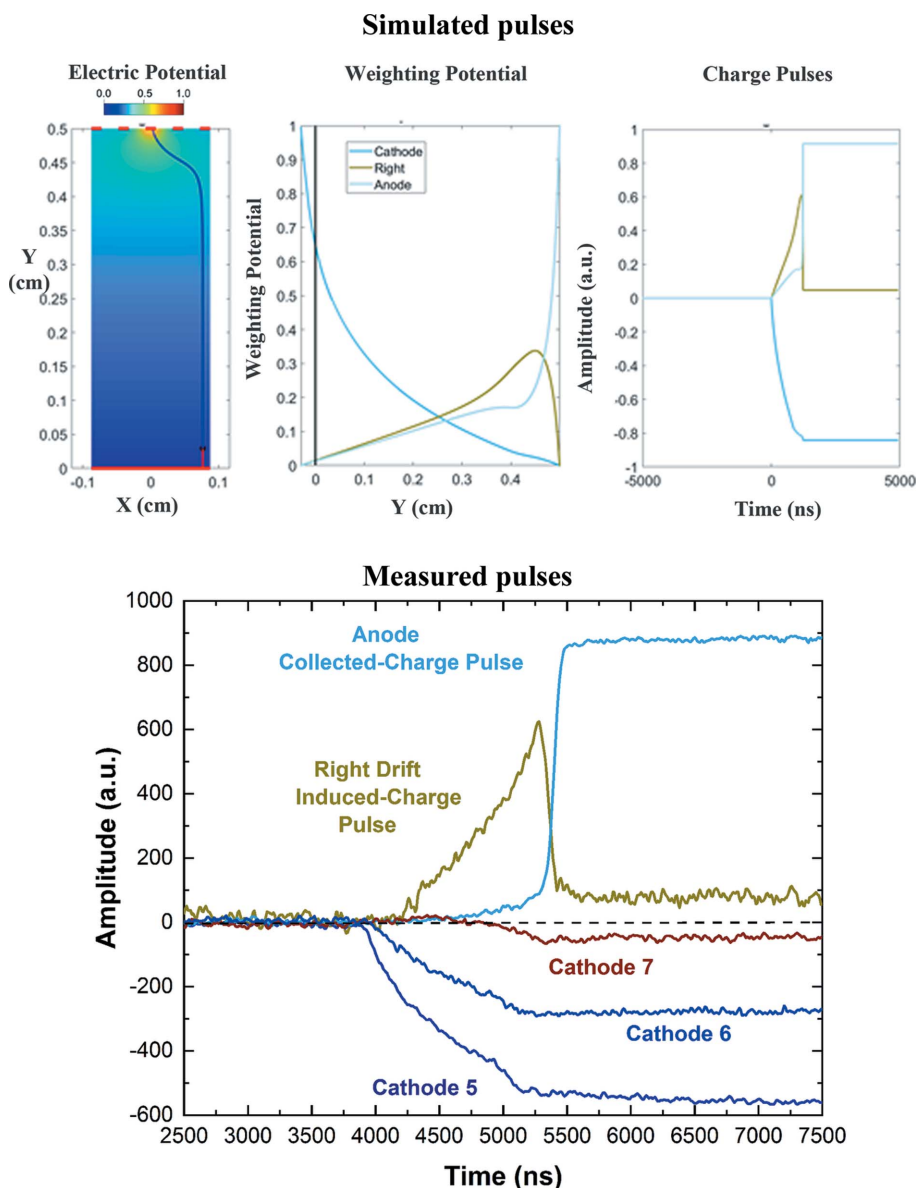 Simulated pulses
Electric Potential
0.0 0.5 1.0
Y
(cm)
0.5
0.45
0.4
0.35
0.3
0.25
0.2
0.15
0.1
0.05
0
-0.1 0 0.1
X (cm)
Weighting Potential
Weighting Potential
1
0.9
0.8
0.7
0.6
0.5
0.4
0.3
0.2
0.1
0
Cathode
Right
Anode
0 0.1 0.2 0.3 0.4
Y (cm)
Charge Pulses
Amplitude (a.u.)
1
0.8
0.6
0.4
0.2
0
-0.2
-0.4
-0.6
-0.8
-1
-5000 0 5000
Time (ns)
Measured pulses
Amplitude (a.u.)
1000
800
600
400
200
0
-200
-400
-600
Anode
Collected-Charge Pulse
Right Drift
Induced-Charge
Pulse
Cathode 7
Cathode 6
Cathode 5
2500 3000 3500 4000 4500 5000 5500 6000 6500 7000 7500
Time (ns)